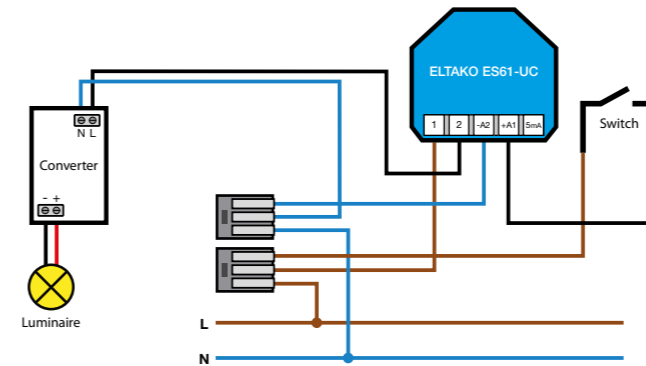 ELTAKO ES61-UC
1 2 -A2 +A1 5mA
Switch
N L
Converter
- +
Luminaire
L
N